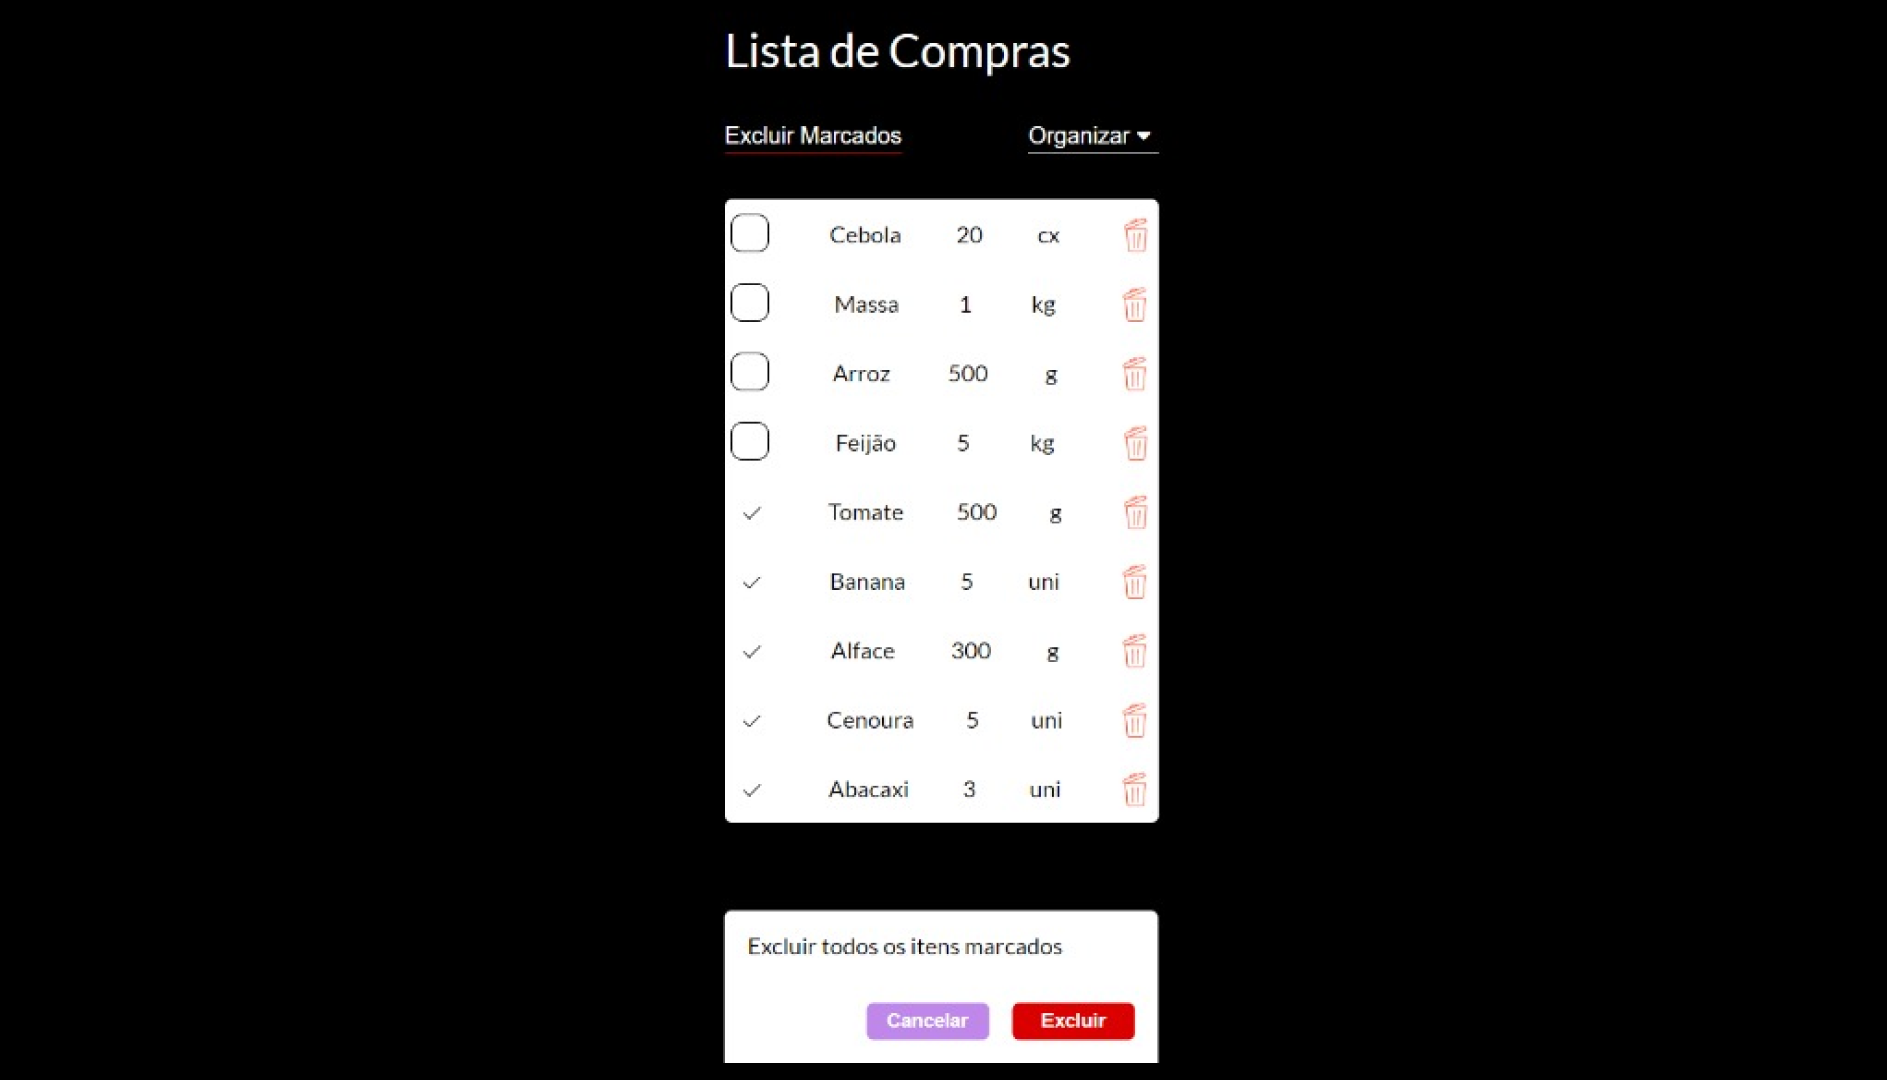 Lista de Compras
Excluir Marcados Organizar
Cebola 20 cx
Massa 1 kg
Arroz 500 g
Feijão 5 kg
Tomate 500 g
Banana 5 uni
Alface 300 g
Cenoura 5 uni
Abacaxi 3 uni
Excluir todos os itens marcados
Cancelar Excluir